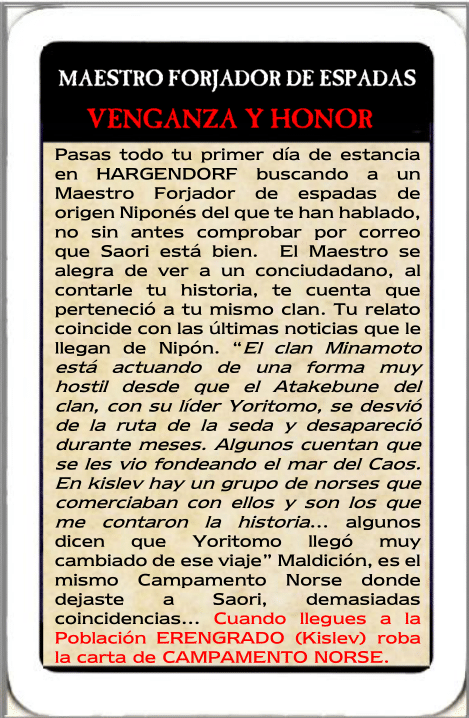 MAESTRO FORJADOR DE ESPADAS
VENGANZA Y HONOR
Pasas todo tu primer día de estancia
en HARGENDORF buscando a un
Maestro Forjador de espadas de
origen Niponés del que te han hablado,
no sin antes comprobar por correo
que Saori está bien. El Maestro se
alegra de ver a un conciudadano, al
contarle tu historia, te cuenta que
perteneció a tu mismo clan. Tu relato
coincide con las últimas noticias que le
llegan de Nipón. “El clan Minamoto
está actuando de una forma muy
hostil desde que el Atakebune del
clan, con su líder Yoritomo, se desvió
de la ruta de la seda y desapareció
durante meses. Algunos cuentan que
se les vio fondeando el mar del Caos.
En kislev hay un grupo de norses que
comerciaban con ellos y son los que
me contaron la historia... algunos
dicen que Yoritomo llegó muy
cambiado de ese viaje” Maldición, es el
mismo Campamento Norse donde
dejaste a Saori, demasiadas
coincidencias... Cuando llegues a la
Población ERENGRADO (Kislev) roba
la carta de CAMPAMENTO NORSE.